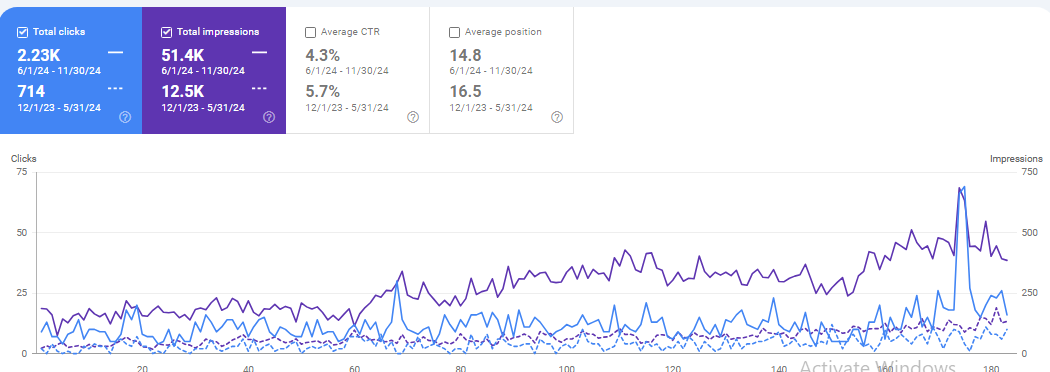 Total clicks
2.23K
6/1/24 - 11/30/24
714
12/1/23 - 5/31/24
Total impressions
51.4K
6/1/24 - 11/30/24
12.5K
12/1/23 - 5/31/24
Average CTR
4.3%
6/1/24 - 11/30/24
5.7%
12/1/23 - 5/31/24
Average position
14.8
6/1/24 - 11/30/24
16.5
12/1/23 - 5/31/24
Clicks
Impressions
75
750
50
500
25
250
0
0
20
40
60
80
100
120
140
160
180
Activate Windows